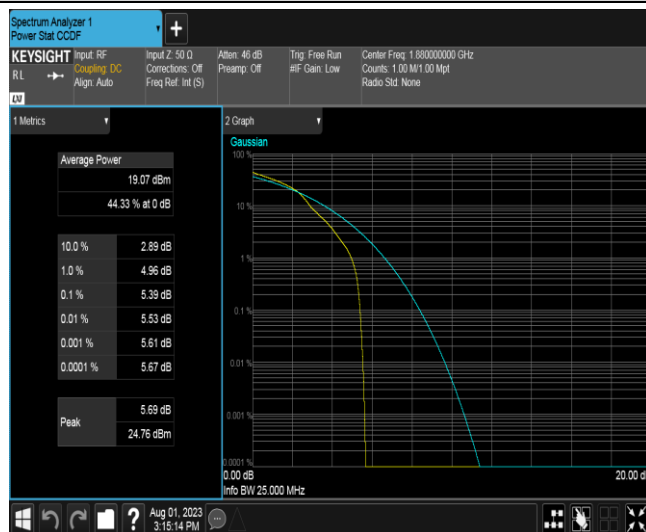 Spectrum Analyzer 1
Power Stat CCDF
KEYSIGHT
RL
LXI
Input: RF
Coupling: DC
Align: Auto
Input Z: 50 Ω
Corrections: Off
Freq Ref: Int (S)
Atten: 46 dB
Preamp: Off
Trig: Free Run
#IF Gain: Low
Center Freq: 1.880000000 GHz
Counts: 1.00 M/1.00 Mpt
Radio Std: None
1 Metrics
Average Power
19.07 dBm
44.33 % at 0 dB
10.0 % 2.89 dB
1.0 % 4.96 dB
0.1 % 5.39 dB
0.01 % 5.53 dB
0.001 % 5.61 dB
0.0001 % 5.67 dB
Peak
5.69 dB
24.76 dBm
2 Graph
Gaussian
100 %
10 %
1 %
0.1 %
0.01 %
0.001 %
0.0001 %
0.00 dB
20.00 d
Info BW 25.000 MHz
Aug 01, 2023
3:15:14 PM